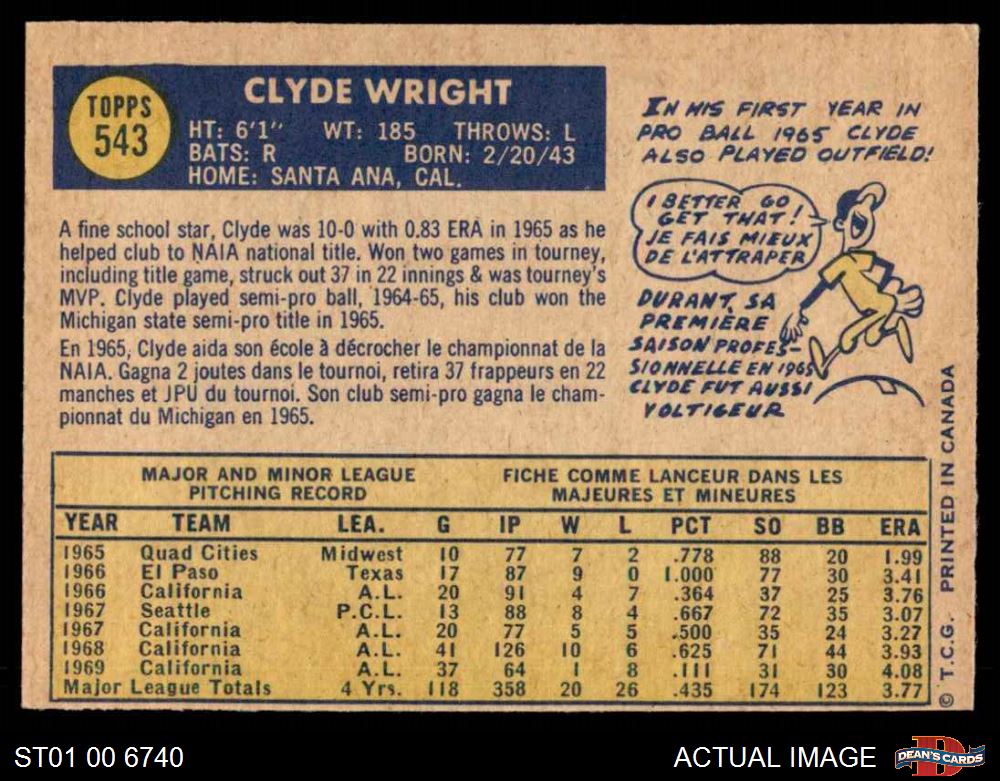 TOPPS
543
CLYDE WRIGHT
HT: 6'1" WT: 185 THROWS: L
BATS: R BORN: 2/20/43
HOME: SANTA ANA, CAL.
A fine school star, Clyde was 10-0 with 0.83 ERA in 1965 as he
helped club to NAIA national title. Won two games in tourney,
including title game, struck out 37 in 22 innings & was tourney's
MVP. Clyde played semi-pro ball, 1964-65, his club won the
Michigan state semi-pro title in 1965.
En 1965, Clyde aida son école à décrocher le championnat de la
NAIA. Gagna 2 joutes dans le tournoi, retira 37 frappeurs en 22
manches et JPU du tournoi. Son club semi-pro gagna le cham-
pionnat du Michigan en 1965.
IN HIS FIRST YEAR IN
PRO BALL 1965 CLYDE
ALSO PLAYED OUTFIELD!
I BETTER GO
GET THAT!
JE FAIS MIEUX
DE L'ATTRAPER
DURANT SA
PREMIÈRE
SAISON PROFES-
SIONNELLE EN 1965
CLYDE FUT AUSSI
VOLTIGEUR
MAJOR AND MINOR LEAGUE
PITCHING RECORD
FICHE COMME LANCEUR DANS LES
MAJEURES ET MINEURES
YEAR TEAM LEA. G IP W L PCT SO BB ERA
1965 Quad Cities Midwest 10 77 7 2 .778 88 20 1.99
1966 El Paso Texas 17 87 9 0 1.000 77 30 3.41
1966 California A.L. 20 91 4 7 .364 37 25 3.76
1967 Seattle P.C.L. 13 88 8 4 .667 72 35 3.07
1967 California A.L. 20 77 5 5 .500 35 24 3.27
1968 California A.L. 41 126 10 6 .625 71 44 3.93
1969 California A.L. 37 64 1 8 .111 31 30 4.08
Major League Totals 4 Yrs. 118 358 20 26 .435 174 123 3.77
© T.C.G. PRINTED IN CANADA
ST01 00 6740
ACTUAL IMAGE
D
DEAN'S CARDS